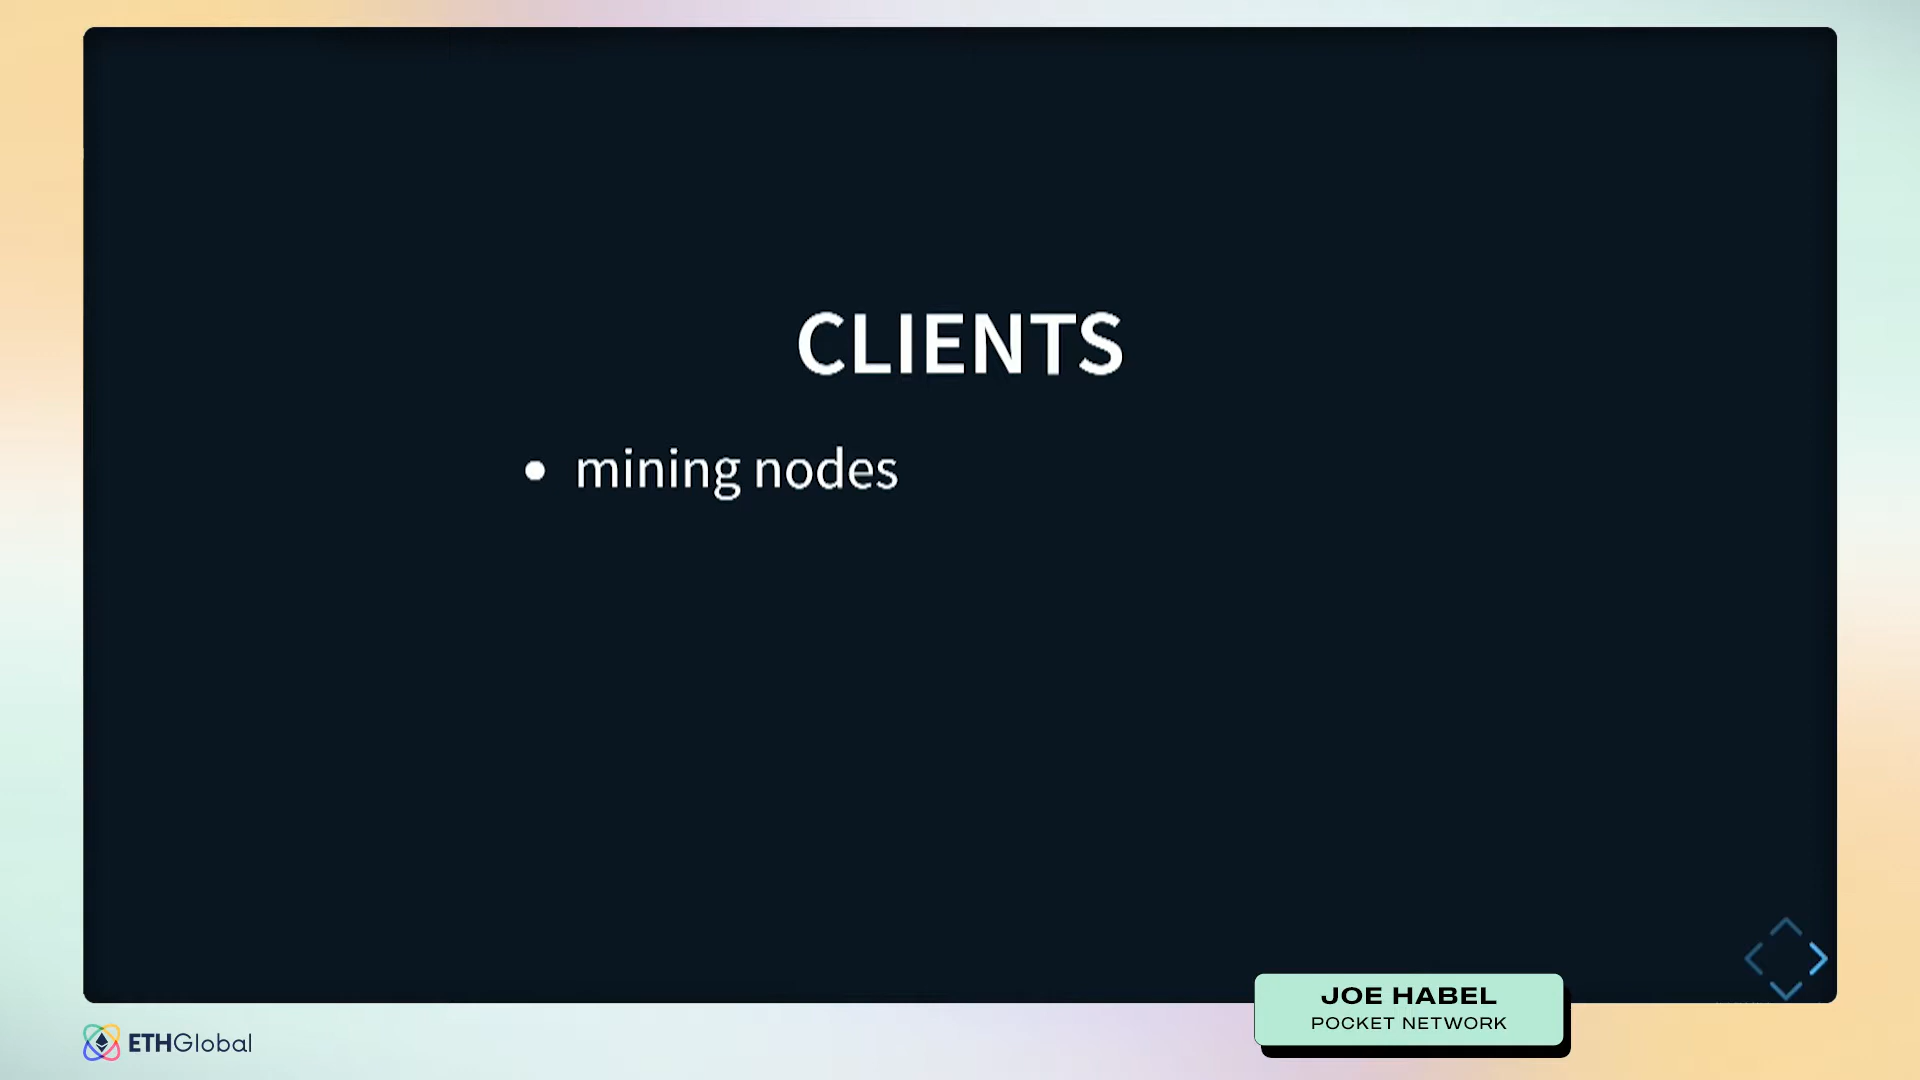 CLIENTS
• mining nodes
JOE HABEL
POCKET NETWORK
ETHGlobal